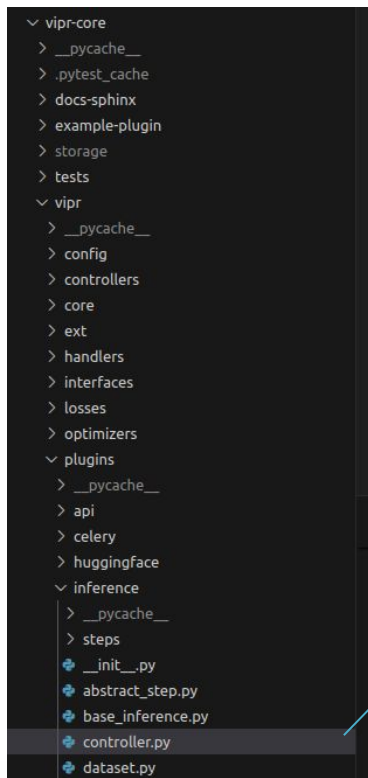 vipr-core
__pycache__
.pytest_cache
docs-sphinx
example-plugin
storage
tests
vipr
__pycache__
config
controllers
core
ext
handlers
interfaces
losses
optimizers
plugins
__pycache__
api
celery
huggingface
inference
__pycache__
steps
__init__.py
abstract_step.py
base_inference.py
controller.py
dataset.py